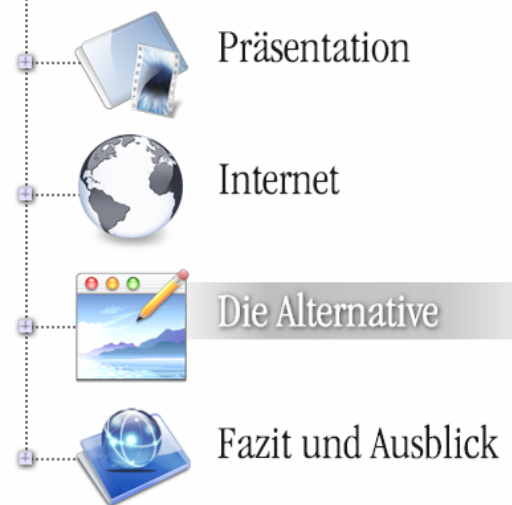 Präsentation
Internet
Die Alternative
Fazit und Ausblick